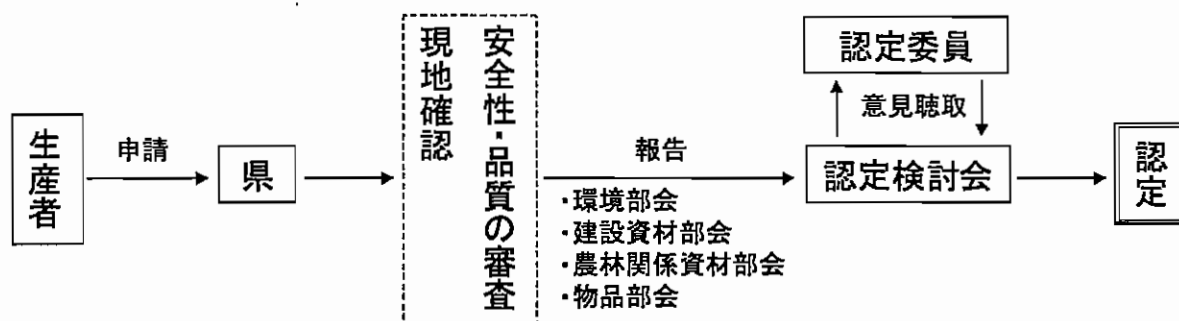 生産者
申請
県
安全性・品質の審査
現地確認
報告
・環境部会
・建設資材部会
・農林関係資材部会
・物品部会
認定委員
意見聴取
認定検討会
認定